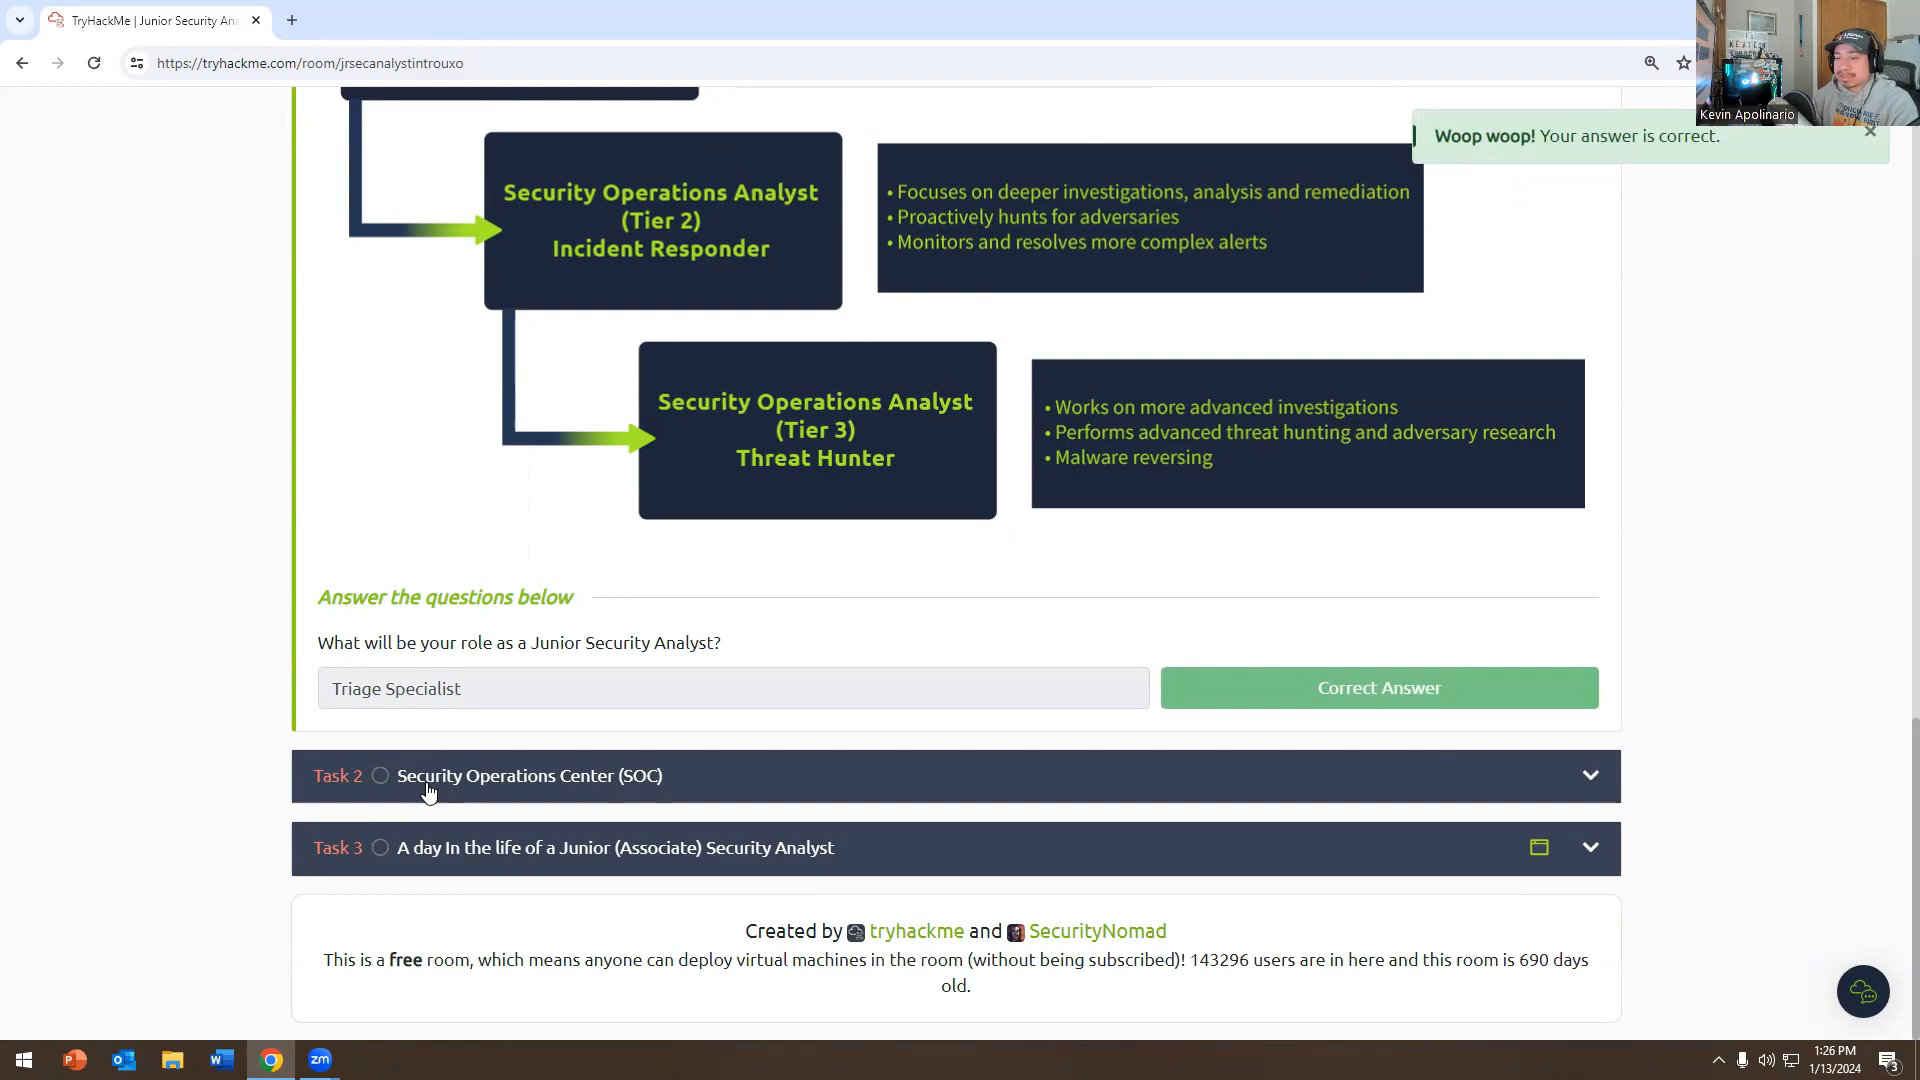 TryHackMe | Junior Security An
https://tryhackme.com/room/jrsecanalystintrouxo
Kevin Apolinario
Woop woop! Your answer is correct.
Security Operations Analyst
(Tier 2)
Incident Responder
• Focuses on deeper investigations, analysis and remediation
• Proactively hunts for adversaries
• Monitors and resolves more complex alerts
Security Operations Analyst
(Tier 3)
Threat Hunter
• Works on more advanced investigations
• Performs advanced threat hunting and adversary research
• Malware reversing
Answer the questions below
What will be your role as a Junior Security Analyst?
Triage Specialist
Correct Answer
Task 2 Security Operations Center (SOC)
Task 3 A day In the life of a Junior (Associate) Security Analyst
Created by tryhackme and SecurityNomad
This is a free room, which means anyone can deploy virtual machines in the room (without being subscribed)! 143296 users are in here and this room is 690 days
old.
zm
1:26 PM
1/13/2024
3